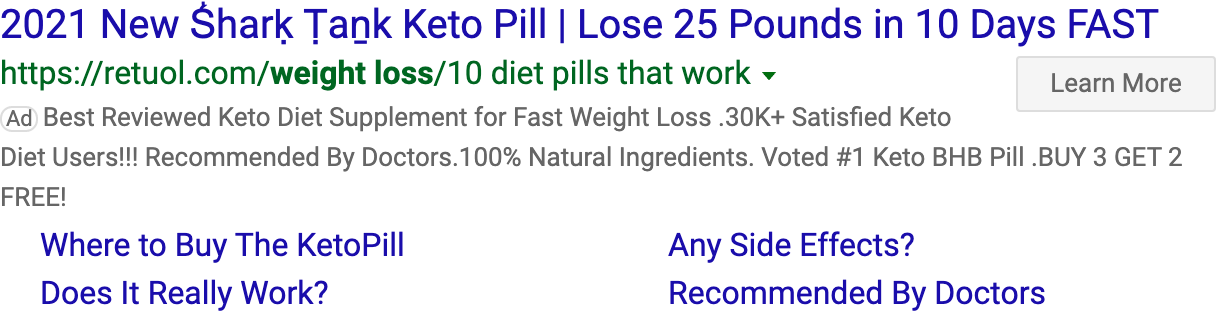 2021 New Ṩharḳ Ṭaṉk Keto Pill | Lose 25 Pounds in 10 Days FAST
https://retuol.com/weight loss/10 diet pills that work
Learn More
Ad Best Reviewed Keto Diet Supplement for Fast Weight Loss .30K+ Satisfied Keto
Diet Users!!! Recommended By Doctors.100% Natural Ingredients. Voted #1 Keto BHB Pill .BUY 3 GET 2
FREE!
Where to Buy The KetoPill
Any Side Effects?
Does It Really Work?
Recommended By Doctors